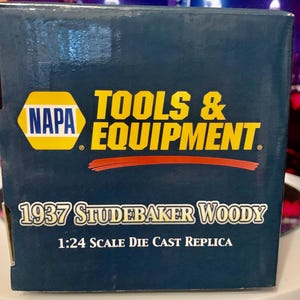 NAPA
TOOLS &
EQUIPMENT.
1937 STUDEBAKER WOODY
1:24 SCALE DIE CAST REPLICA